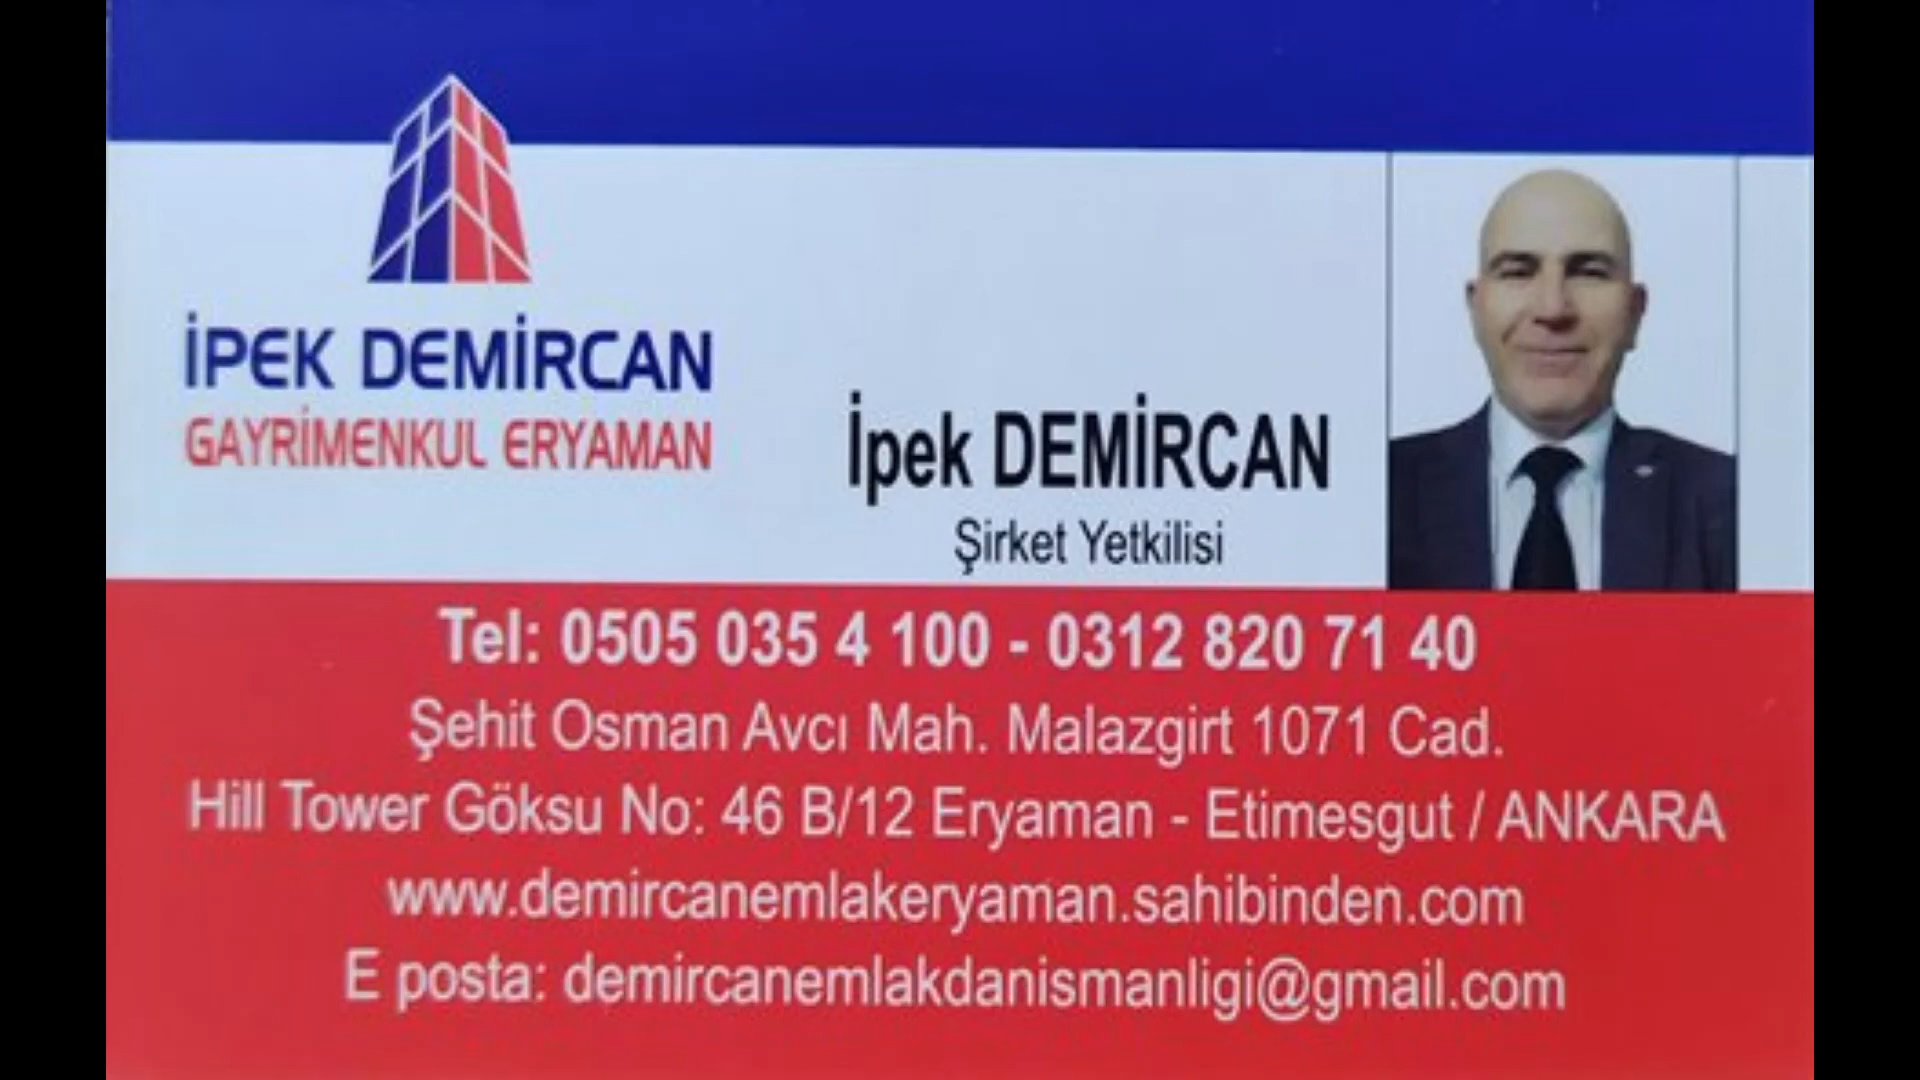 İPEK DEMİRCAN
GAYRİMENKUL ERYAMAN
İpek DEMİRCAN
Şirket Yetkilisi
Tel: 0505 035 4 100 - 0312 820 71 40
Şehit Osman Avcı Mah. Malazgirt 1071 Cad.
Hill Tower Göksu No: 46 B/12 Eryaman - Etimesgut / ANKARA
www.demircanemlakeryaman.sahibinden.com
E posta: demircanemlakdanismanligi@gmail.com